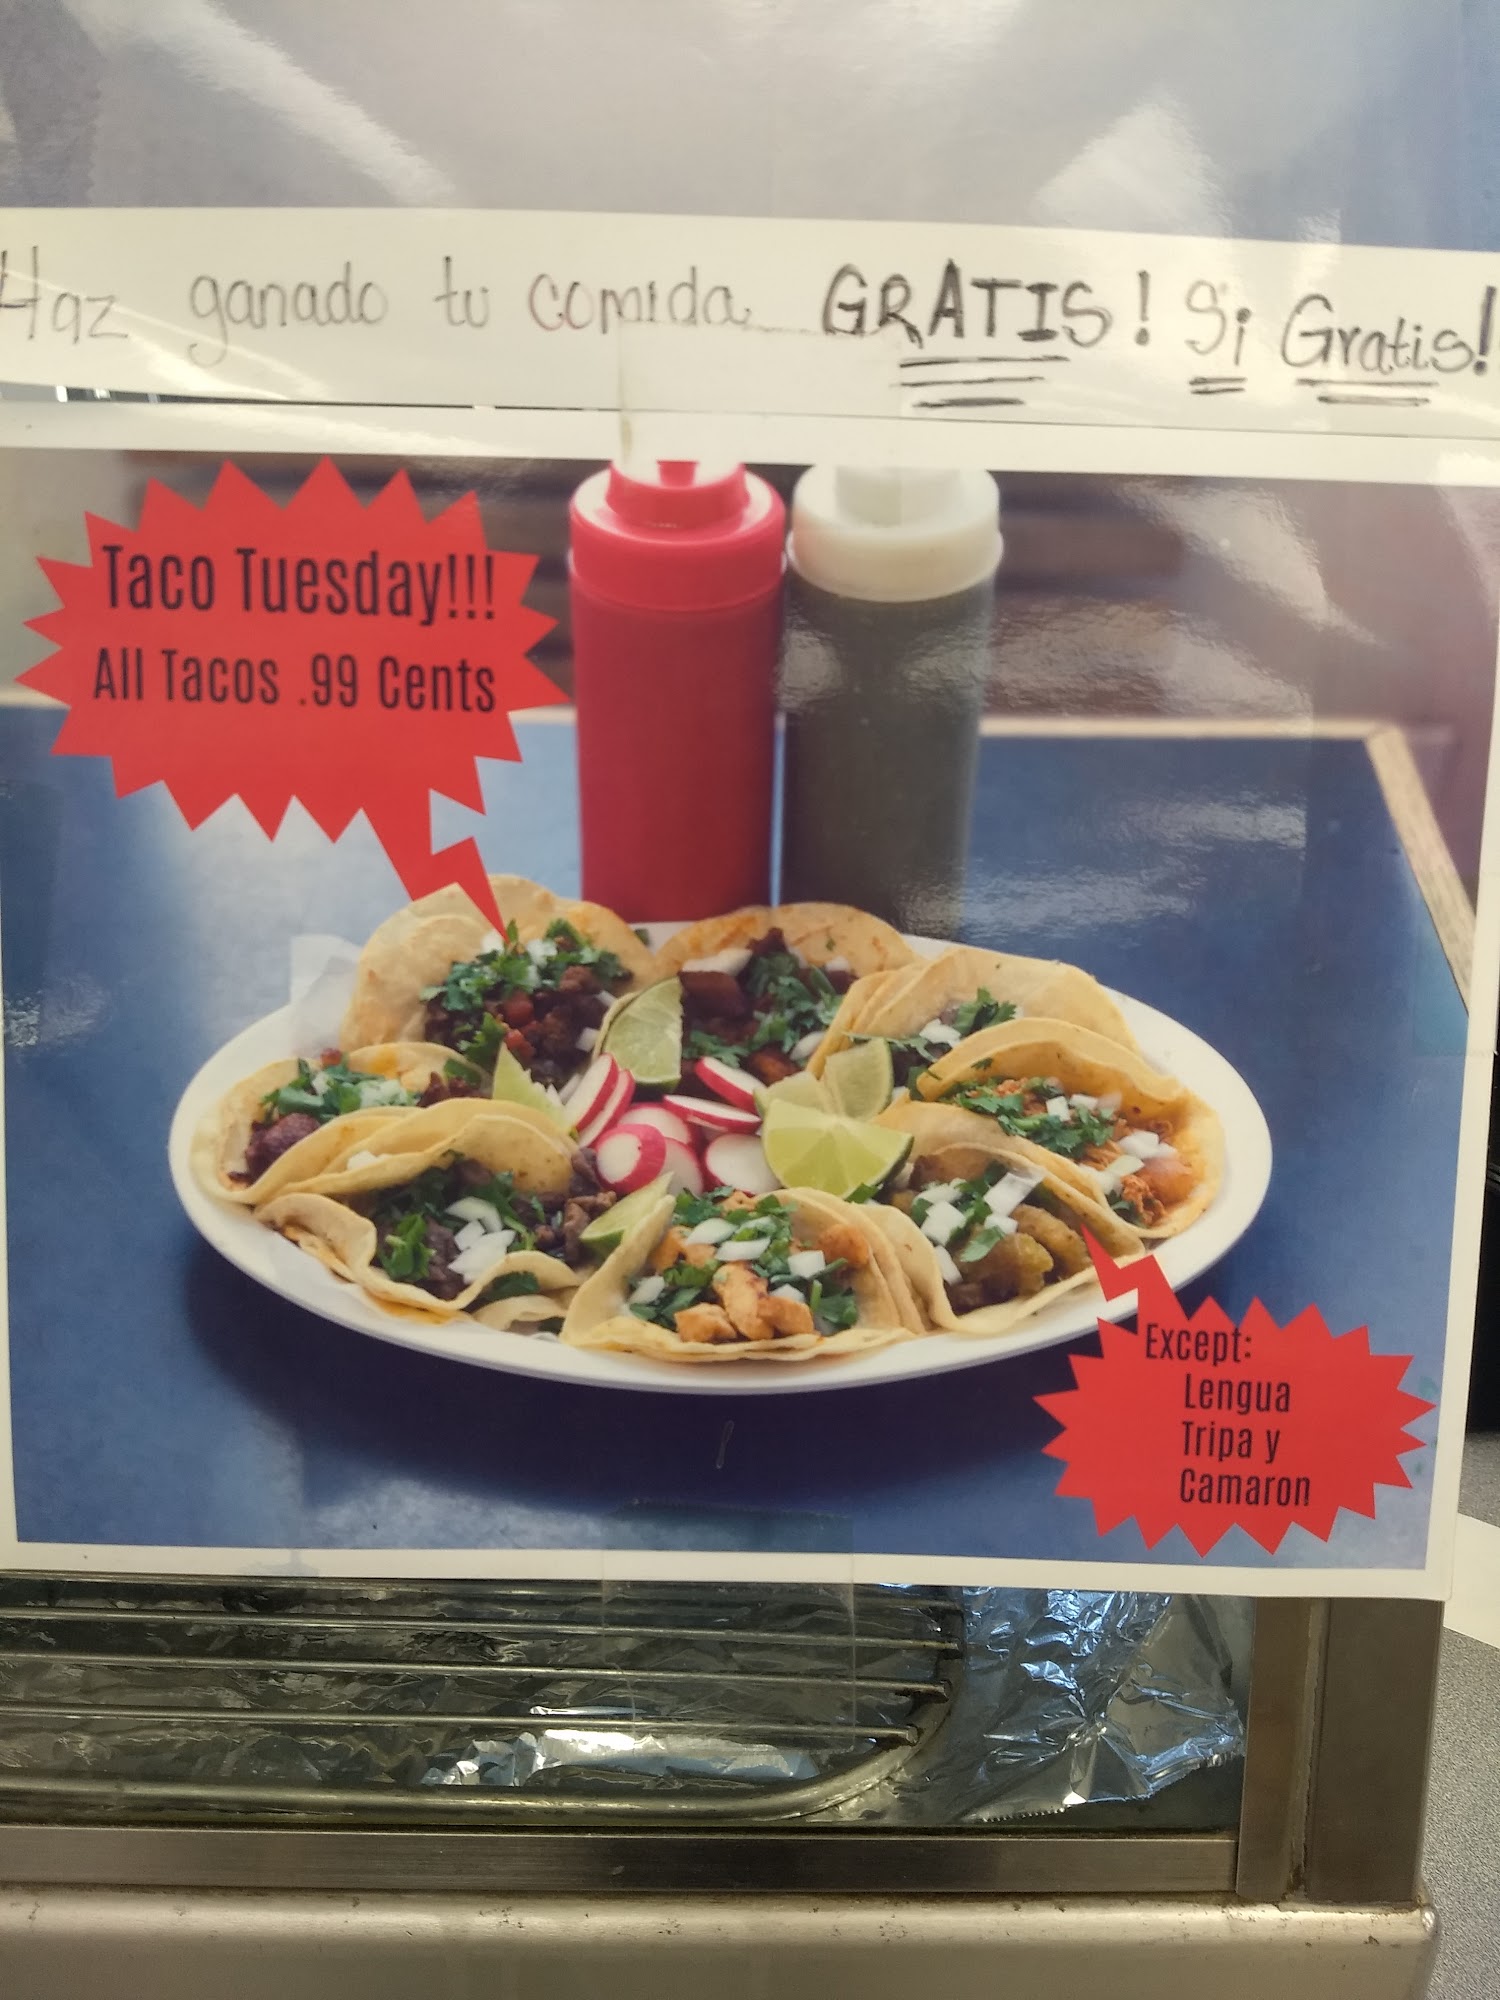 Haz ganado tu comida GRATIS! Si Gratis!
Taco Tuesday!!!
All Tacos .99 Cents
Except:
Lengua
Tripa y
Camaron